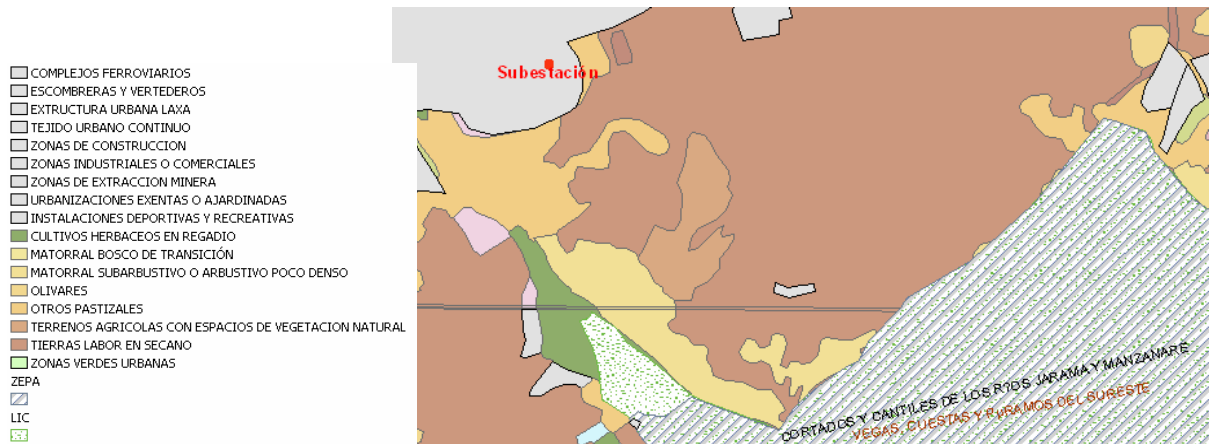 COMPLEJOS FERROVIARIOS
ESCOMBRERAS Y VERTEDEROS
EXTRUCTURA URBANA LAXA
TEJIDO URBANO CONTINUO
ZONAS DE CONSTRUCCION
ZONAS INDUSTRIALES O COMERCIALES
ZONAS DE EXTRACCION MINERA
URBANIZACIONES EXENTAS O AJARDINADAS
INSTALACIONES DEPORTIVAS Y RECREATIVAS
CULTIVOS HERBACEOS EN REGADIO
MATORRAL BOSCO DE TRANSICIÓN
MATORRAL SUBARBUSTIVO O ARBUSTIVO POCO DENSO
OLIVARES
OTROS PASTIZALES
TERRENOS AGRICOLAS CON ESPACIOS DE VEGETACION NATURAL
TIERRAS LABOR EN SECANO
ZONAS VERDES URBANAS
ZEPA
LIC
Subestación
CORTADOS Y CANTILES DE LOS R?OS JARAMA Y MANZANARE
VEGAS, CUESTAS Y PµRAMOS DEL SURESTE